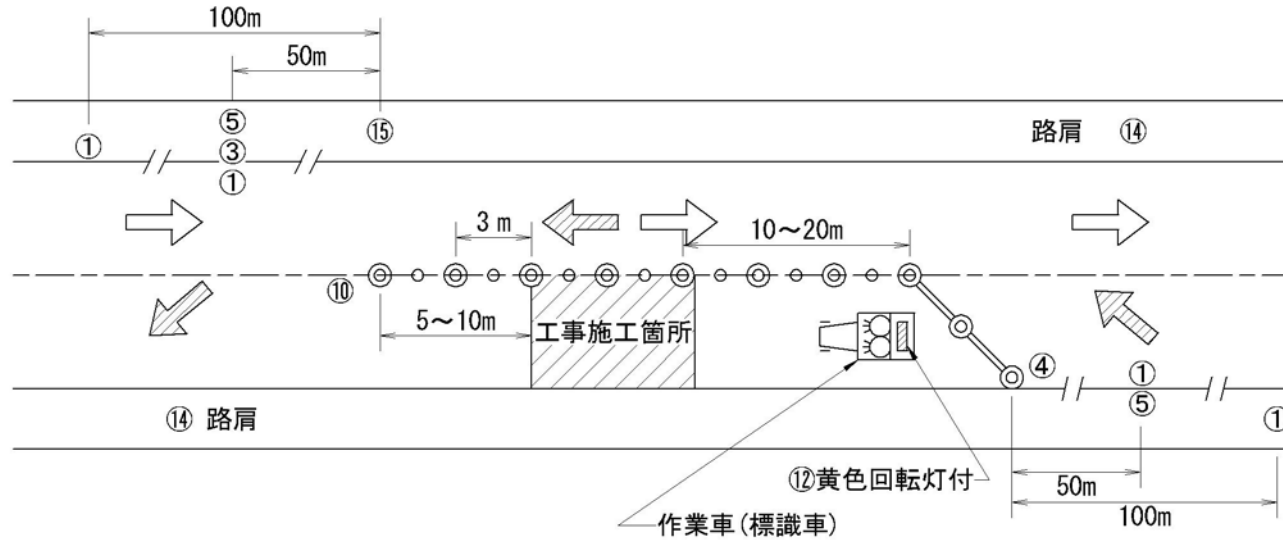 100m
50m
⑤
①
③
⑮
路肩 ⑭
①
3 m
10～20m
⑩
5～10m
工事施工箇所
④
①
⑤
⑭ 路肩
①
⑫黄色回転灯付
50m
作業車(標識車)
100m